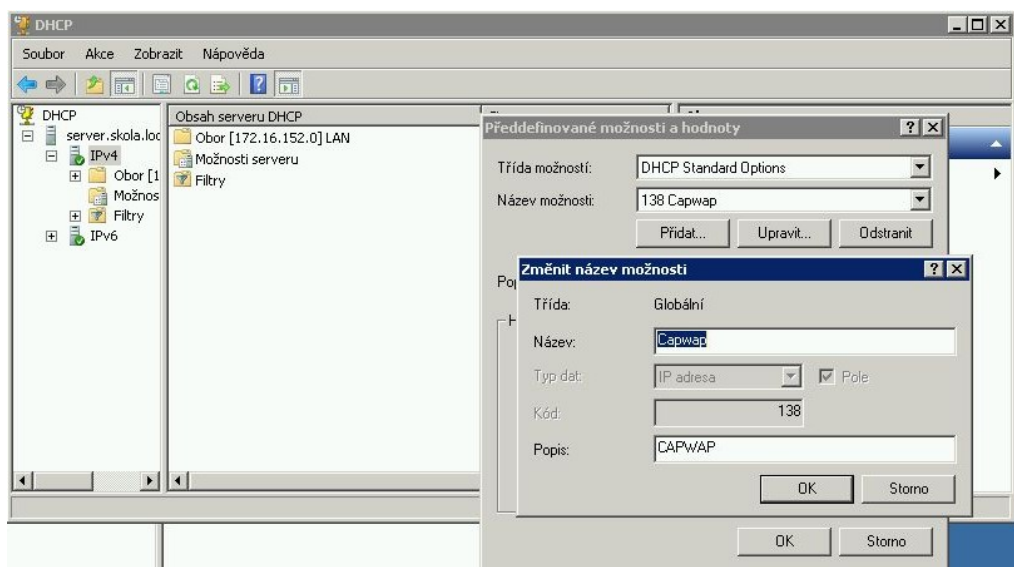 DHCP
Soubor Akce Zobrazit Nápověda
DHCP
server.skola.loc
IPv4
Obor [1
Možnos
Filtry
IPv6
Obsah serveru DHCP
Obor [172.16.152.0] LAN
Možnosti serveru
Filtry
Předdefinované možnosti a hodnoty
Třída možností: DHCP Standard Options
Název možnosti: 138 Capwap
Přidat... Upravit... Odstranit
Změnit název možnosti
Třída: Globální
Název: Capwap
Typ dat: IP adresa Pole
Kód: 138
Popis: CAPWAP
OK Storno
OK Storno